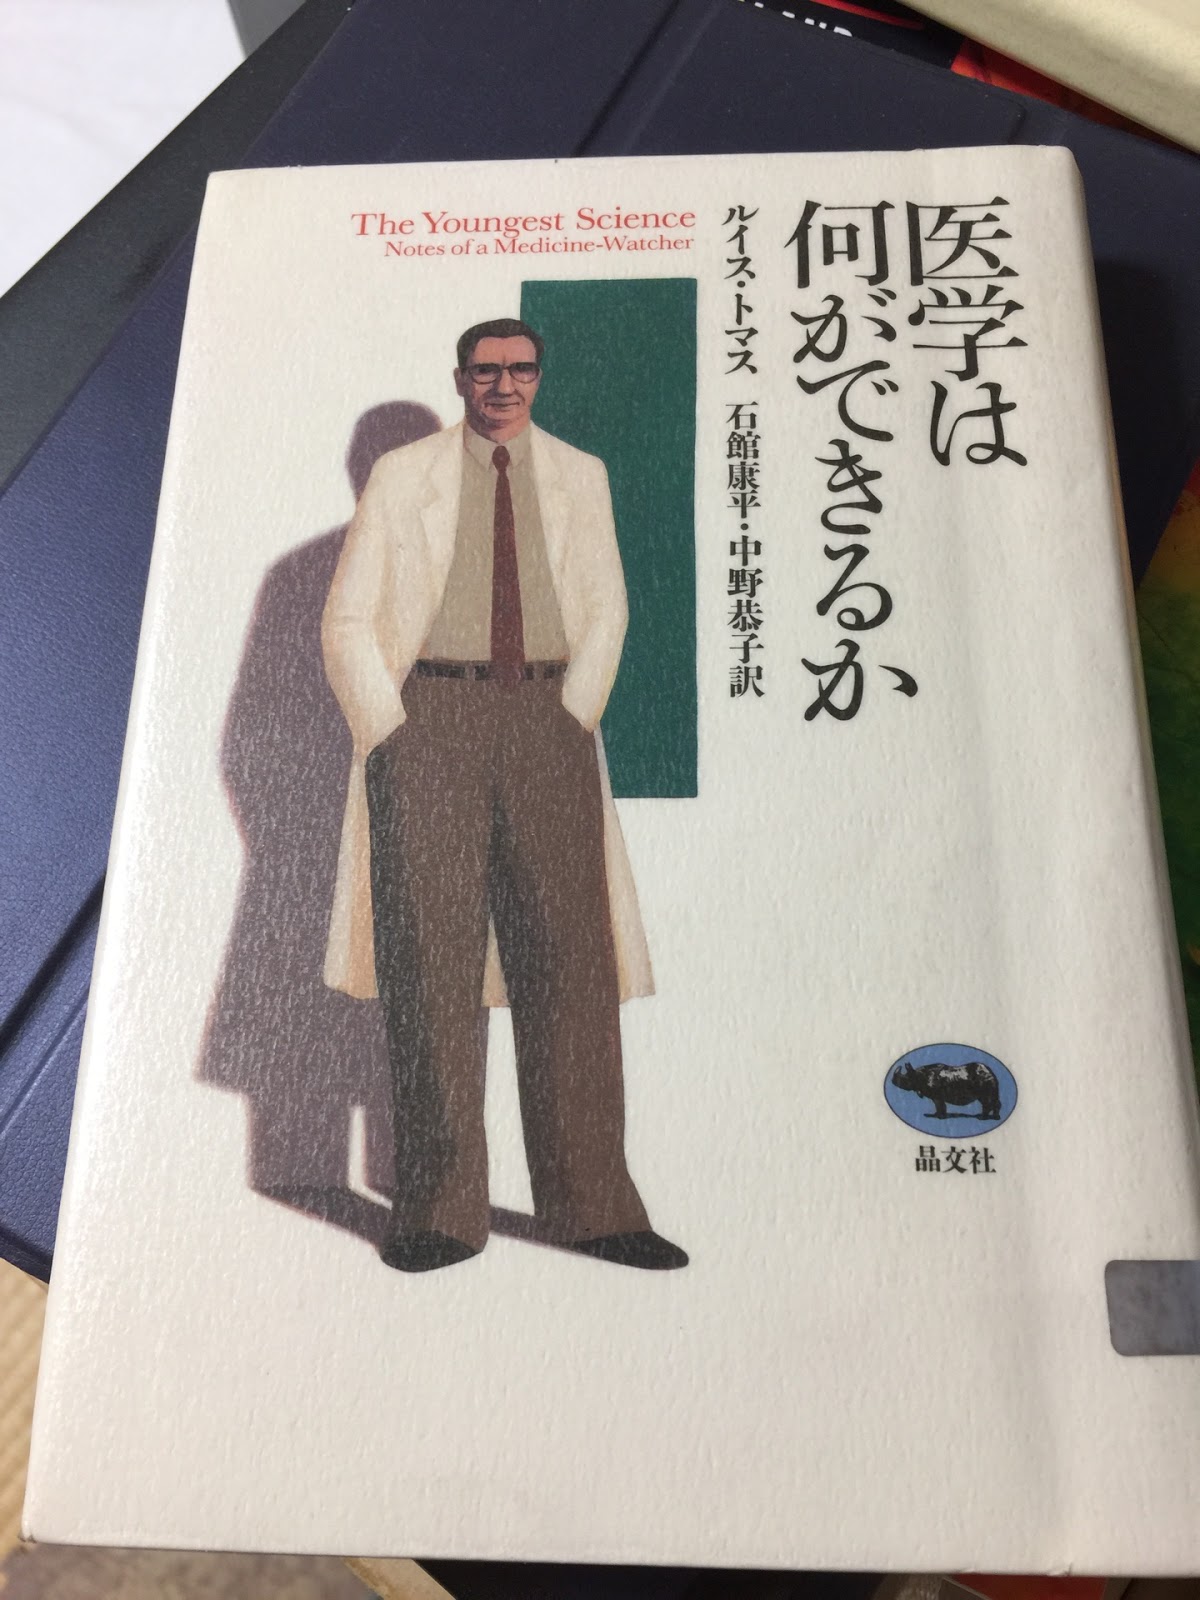 医学は
何ができるか
ルイス・トマス 石館康平・中野恭子訳
The Youngest Science
Notes of a Medicine-Watcher
晶文社
LAND